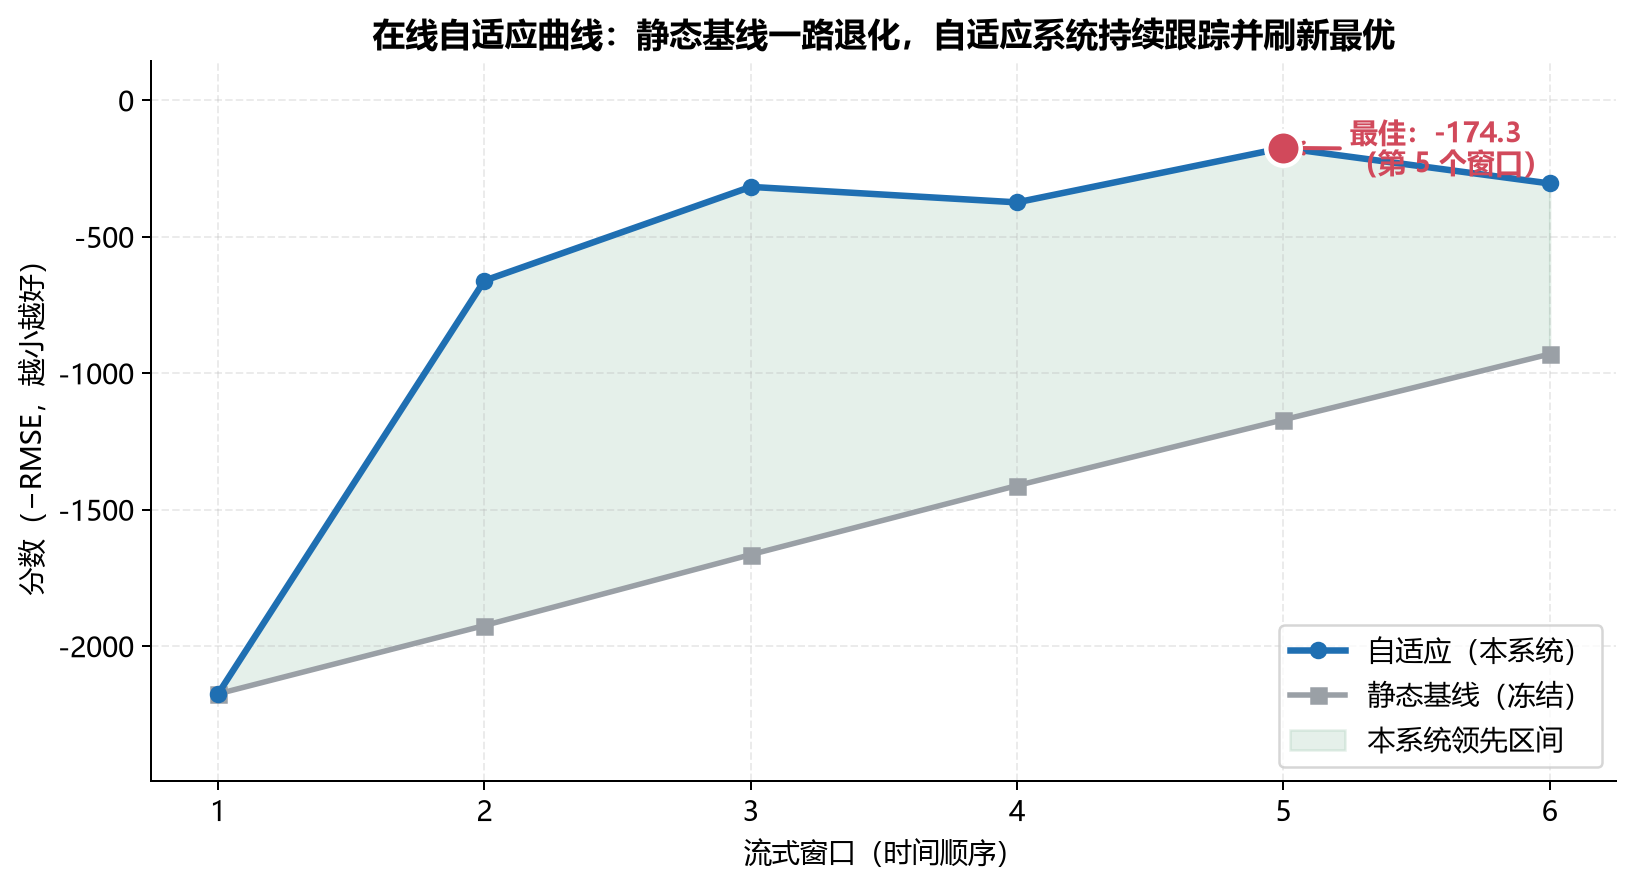 在线自适应曲线：静态基线一路退化，自适应系统持续跟踪并刷新最优
分数（−RMSE，越小越好）
0
-500
-1000
-1500
-2000
最佳：-174.3
（第 5 个窗口）
自适应（本系统）
静态基线（冻结）
本系统领先区间
1 2 3 4 5 6
流式窗口（时间顺序）